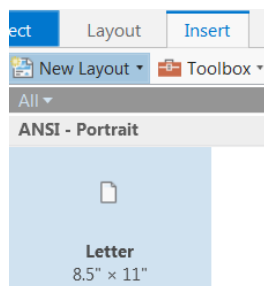 ect Layout Insert
New Layout Toolbox
All
ANSI - Portrait
Letter
8.5" × 11"